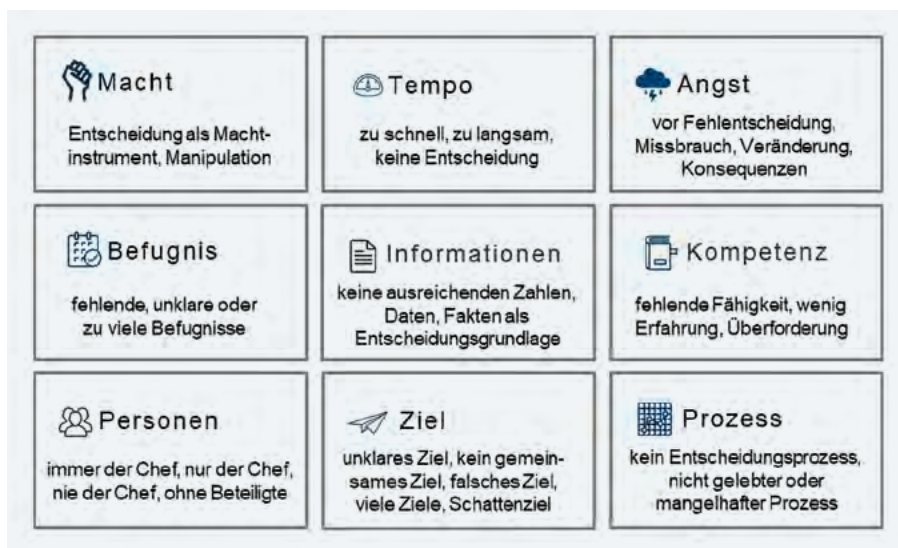 Macht
Entscheidung als Macht-
instrument, Manipulation
Tempo
zu schnell, zu langsam,
keine Entscheidung
Angst
vor Fehlentscheidung,
Missbrauch, Veränderung,
Konsequenzen
Befugnis
fehlende, unklare oder
zu viele Befugnisse
Informationen
keine ausreichenden Zahlen,
Daten, Fakten als
Entscheidungsgrundlage
Kompetenz
fehlende Fähigkeit, wenig
Erfahrung, Überforderung
Personen
immer der Chef, nur der Chef,
nie der Chef, ohne Beteiligte
Ziel
unklares Ziel, kein gemein-
sames Ziel, falsches Ziel,
viele Ziele, Schattenziel
Prozess
kein Entscheidungsprozess,
nicht gelebter oder
mangelhafter Prozess